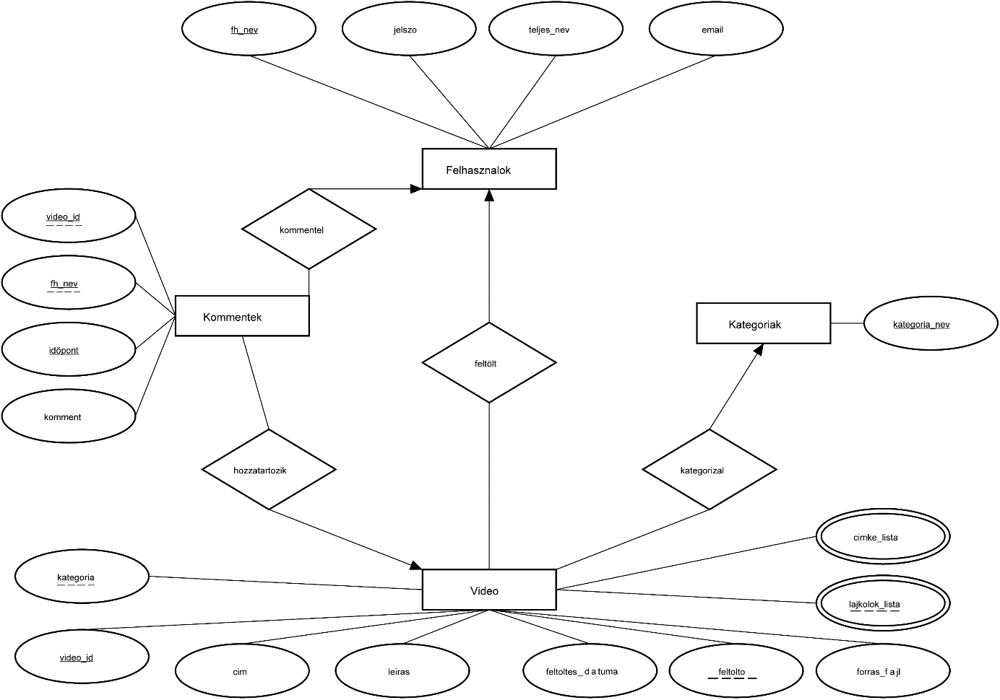 fh_nev
jelszo
teljes_nev
email
Felhasznalok
video_id
kommentel
fh_nev
Kommentek
Kategoriak
kategoria_nev
időpont
feltölt
komment
hozzatartozik
kategorizal
cimke_lista
kategoria
Video
lajkolok_lista
video_id
cim
leiras
feltoltes_datuma
feltolto
forras_fajl